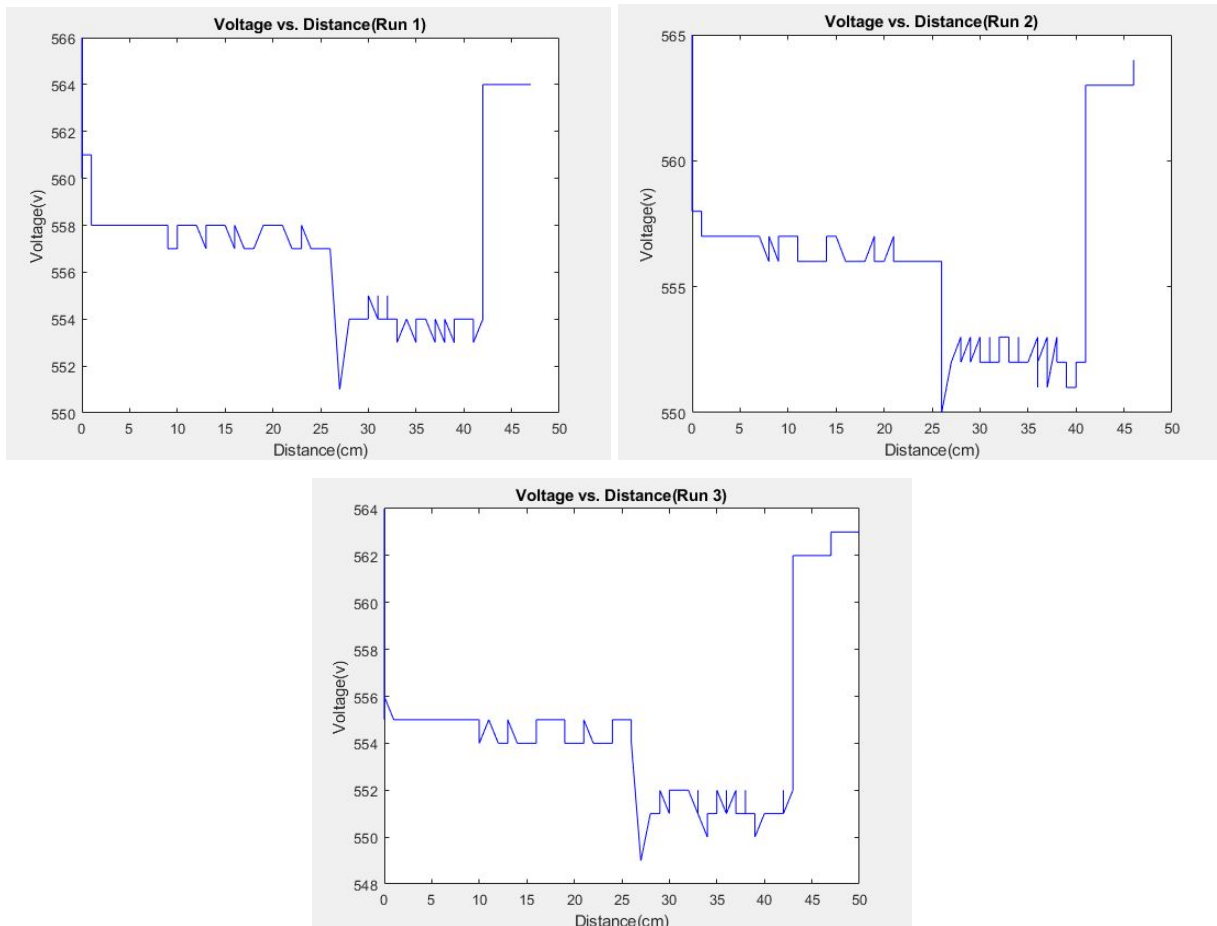 Voltage vs. Distance(Run 1)
566
564
562
560
558
556
554
552
550
Voltage(v)
0 5 10 15 20 25 30 35 40 45 50
Distance(cm)
Voltage vs. Distance(Run 2)
565
560
555
550
Voltage(v)
0 5 10 15 20 25 30 35 40 45 50
Distance(cm)
Voltage vs. Distance(Run 3)
564
562
560
558
556
554
552
550
548
Voltage(v)
0 5 10 15 20 25 30 35 40 45 50
Distance(cm)